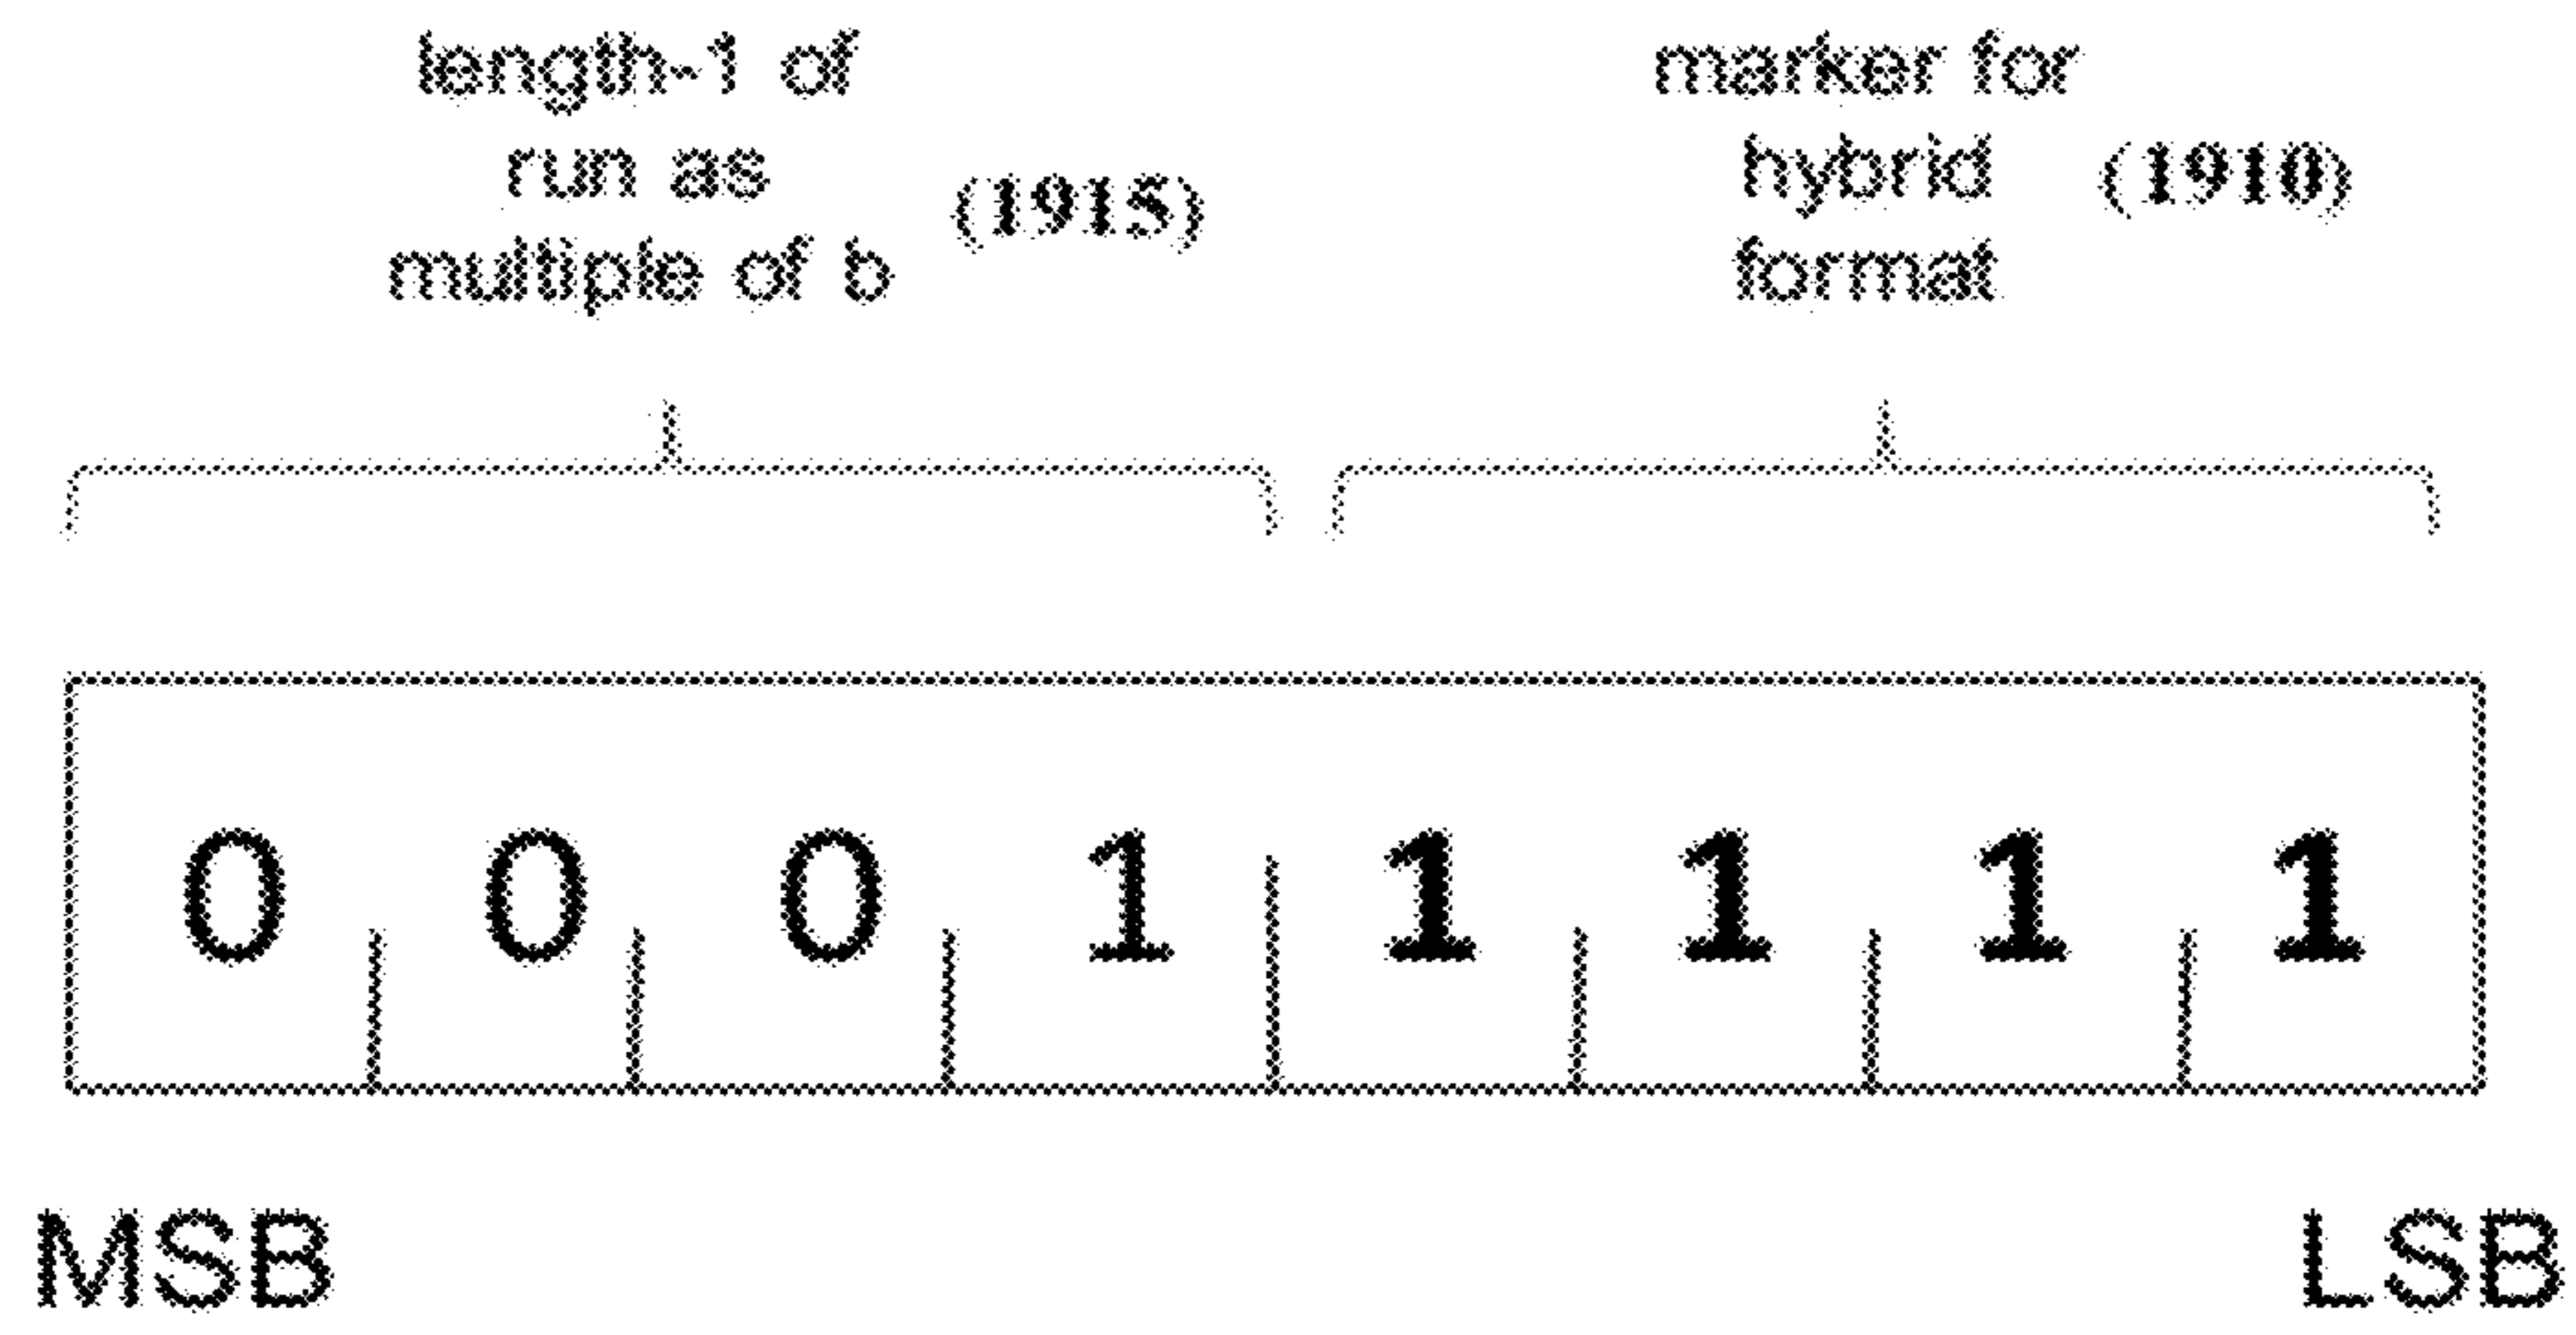 length-1 of
run as
multiple of b
(1915)
marker for
hybrid
format
(1910)
0 0 0 1 1 1 1 1
MSB
LSB